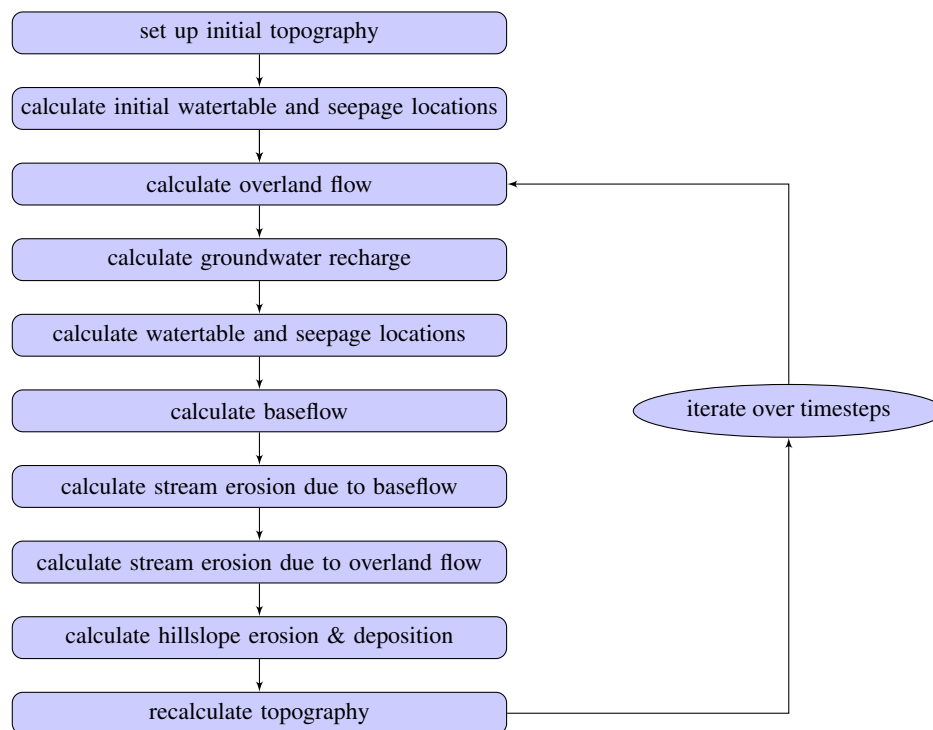 set up initial topography
calculate initial watertable and seepage locations
calculate overland flow
calculate groundwater recharge
calculate watertable and seepage locations
calculate baseflow
iterate over timesteps
calculate stream erosion due to baseflow
calculate stream erosion due to overland flow
calculate hillslope erosion & deposition
recalculate topography